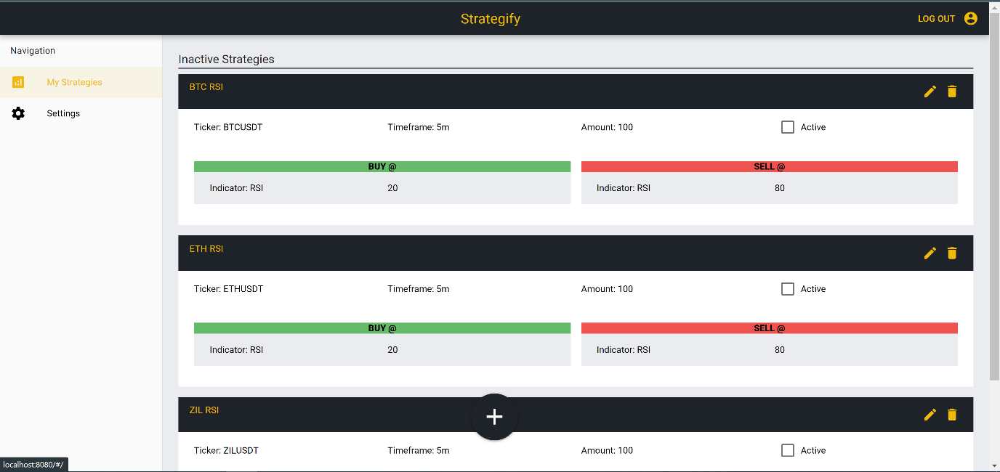 Strategify
LOG OUT
Navigation
My Strategies
Settings
Inactive Strategies
BTC RSI
Ticker: BTCUSDT Timeframe: 5m Amount: 100 Active
BUY @ SELL @
Indicator: RSI 20 Indicator: RSI 80
ETH RSI
Ticker: ETHUSDT Timeframe: 5m Amount: 100 Active
BUY @ SELL @
Indicator: RSI 20 Indicator: RSI 80
ZIL RSI
+
Ticker: ZILUSDT Timeframe: 5m Amount: 100 Active
localhost:8080/#/